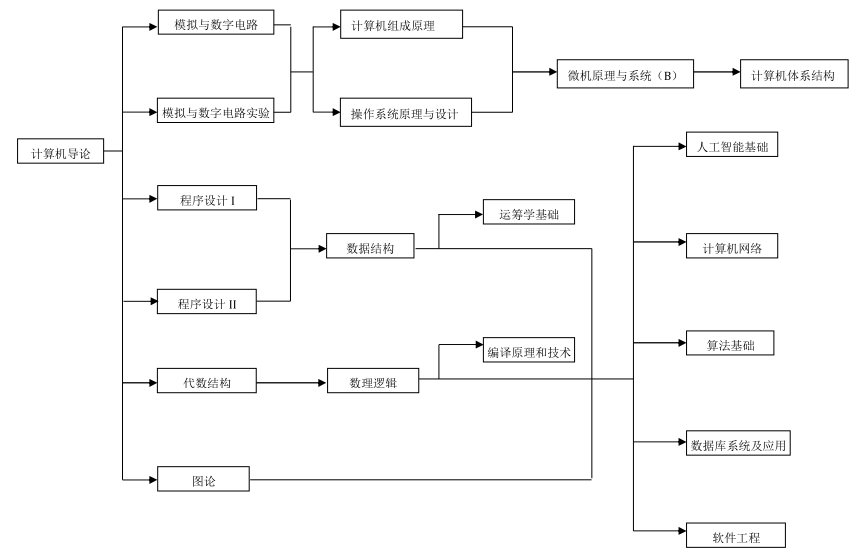 模拟与数字电路
计算机组成原理
微机原理与系统（B）
计算机体系结构
模拟与数字电路实验
操作系统原理与设计
计算机导论
人工智能基础
程序设计 I
运筹学基础
数据结构
计算机网络
程序设计 II
编译原理和技术
算法基础
代数结构
数理逻辑
数据库系统及应用
图论
软件工程